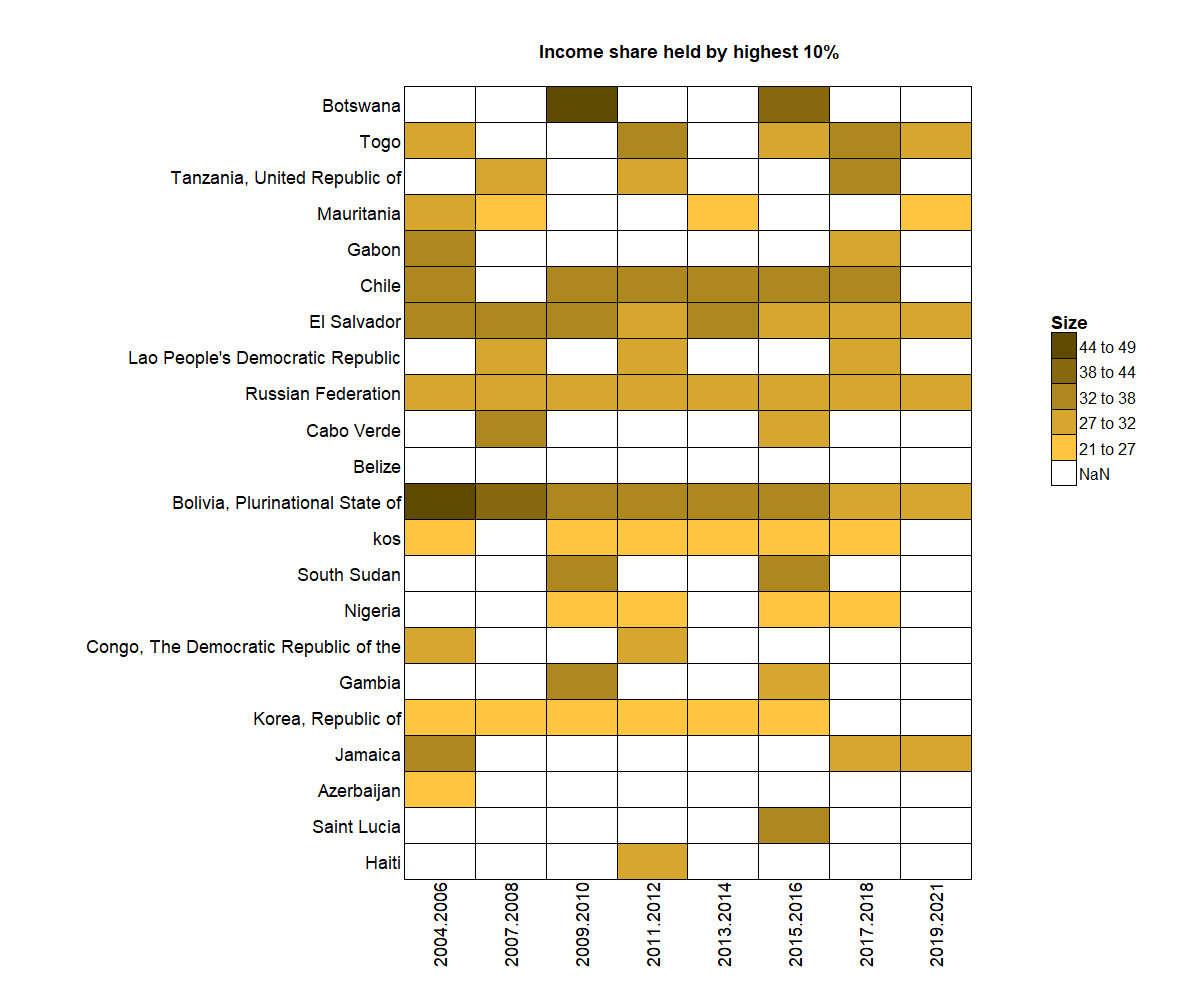 Income share held by highest 10%
Botswana
Togo
Tanzania, United Republic of
Mauritania
Gabon
Chile
El Salvador
Lao People's Democratic Republic
Russian Federation
Cabo Verde
Belize
Bolivia, Plurinational State of
kos
South Sudan
Nigeria
Congo, The Democratic Republic of the
Gambia
Korea, Republic of
Jamaica
Azerbaijan
Saint Lucia
Haiti
2004.2006
2007.2008
2009.2010
2011.2012
2013.2014
2015.2016
2017.2018
2019.2021
Size
44 to 49
38 to 44
32 to 38
27 to 32
21 to 27
NaN